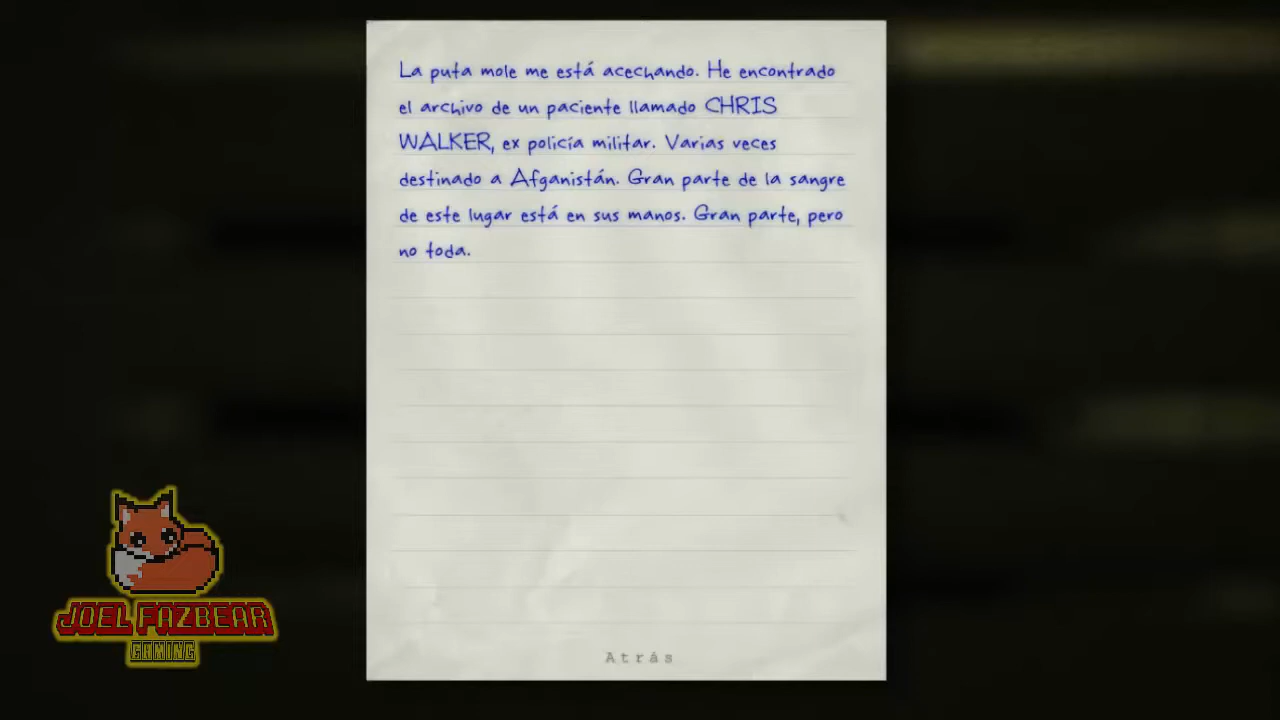 La puta mole me está acechando. He encontrado
el archivo de un paciente llamado CHRIS
WALKER, ex policía militar. Varias veces
destinado a Afganistán. Gran parte de la sangre
de este lugar está en sus manos. Gran parte, pero
no toda.
Atrás
JOEL FAZBEAR
GAMING